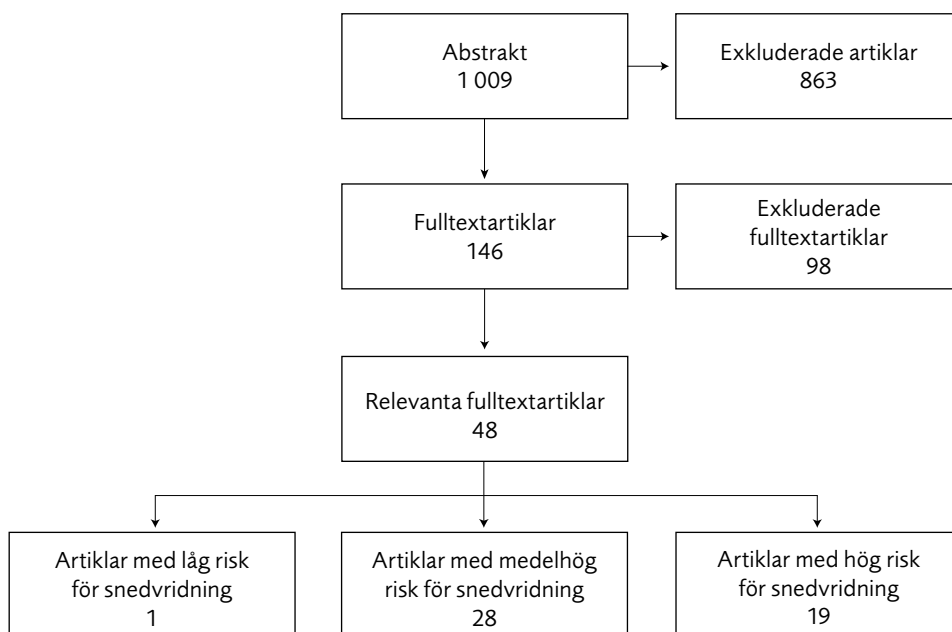 Abstrakt
1 009
Exkluderade artiklar
863
Fulltextartiklar
146
Exkluderade
fulltextartiklar
98
Relevanta fulltextartiklar
48
Artiklar med låg risk
för snedvridning
1
Artiklar med medelhög
risk för snedvridning
28
Artiklar med hög risk
för snedvridning
19